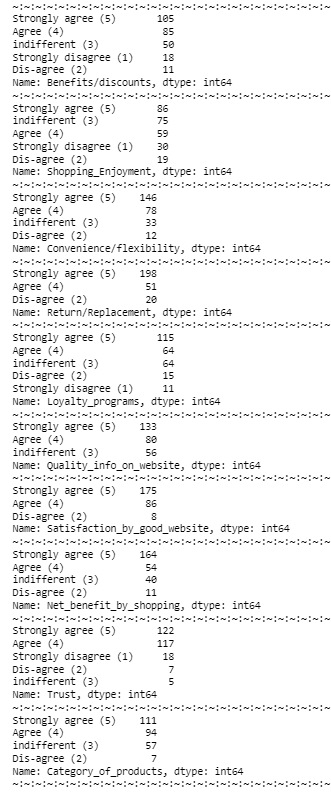 ~:~:~:~:~:~:~:~:~:~:~:~:~:~:~:~:~:~:~:~:~:~:~:~:~:~:~
Strongly agree (5) 105
Agree (4) 85
indifferent (3) 50
Strongly disagree (1) 18
Dis-agree (2) 11
Name: Benefits/discounts, dtype: int64
~:~:~:~:~:~:~:~:~:~:~:~:~:~:~:~:~:~:~:~:~:~:~:~:~:~:~
Strongly agree (5) 86
indifferent (3) 75
Agree (4) 59
Strongly disagree (1) 30
Dis-agree (2) 19
Name: Shopping_Enjoyment, dtype: int64
~:~:~:~:~:~:~:~:~:~:~:~:~:~:~:~:~:~:~:~:~:~:~:~:~:~:~
Strongly agree (5) 146
Agree (4) 78
indifferent (3) 33
Dis-agree (2) 12
Name: Convenience/flexibility, dtype: int64
~:~:~:~:~:~:~:~:~:~:~:~:~:~:~:~:~:~:~:~:~:~:~:~:~:~:~
Strongly agree (5) 198
Agree (4) 51
Dis-agree (2) 20
Name: Return/Replacement, dtype: int64
~:~:~:~:~:~:~:~:~:~:~:~:~:~:~:~:~:~:~:~:~:~:~:~:~:~:~
Strongly agree (5) 115
Agree (4) 64
indifferent (3) 64
Dis-agree (2) 15
Strongly disagree (1) 11
Name: Loyalty_programs, dtype: int64
~:~:~:~:~:~:~:~:~:~:~:~:~:~:~:~:~:~:~:~:~:~:~:~:~:~:~
Strongly agree (5) 133
Agree (4) 80
indifferent (3) 56
Name: Quality_info_on_website, dtype: int64
~:~:~:~:~:~:~:~:~:~:~:~:~:~:~:~:~:~:~:~:~:~:~:~:~:~:~
Strongly agree (5) 175
Agree (4) 86
Dis-agree (2) 8
Name: Satisfaction_by_good_website, dtype: int64
~:~:~:~:~:~:~:~:~:~:~:~:~:~:~:~:~:~:~:~:~:~:~:~:~:~:~
Strongly agree (5) 164
Agree (4) 54
indifferent (3) 40
Dis-agree (2) 11
Name: Net_benefit_by_shopping, dtype: int64
~:~:~:~:~:~:~:~:~:~:~:~:~:~:~:~:~:~:~:~:~:~:~:~:~:~:~
Strongly agree (5) 122
Agree (4) 117
Strongly disagree (1) 18
Dis-agree (2) 7
indifferent (3) 5
Name: Trust, dtype: int64
~:~:~:~:~:~:~:~:~:~:~:~:~:~:~:~:~:~:~:~:~:~:~:~:~:~:~
Strongly agree (5) 111
Agree (4) 94
indifferent (3) 57
Dis-agree (2) 7
Name: Category_of_products, dtype: int64
~:~:~:~:~:~:~:~:~:~:~:~:~:~:~:~:~:~:~:~:~:~:~:~:~:~:~